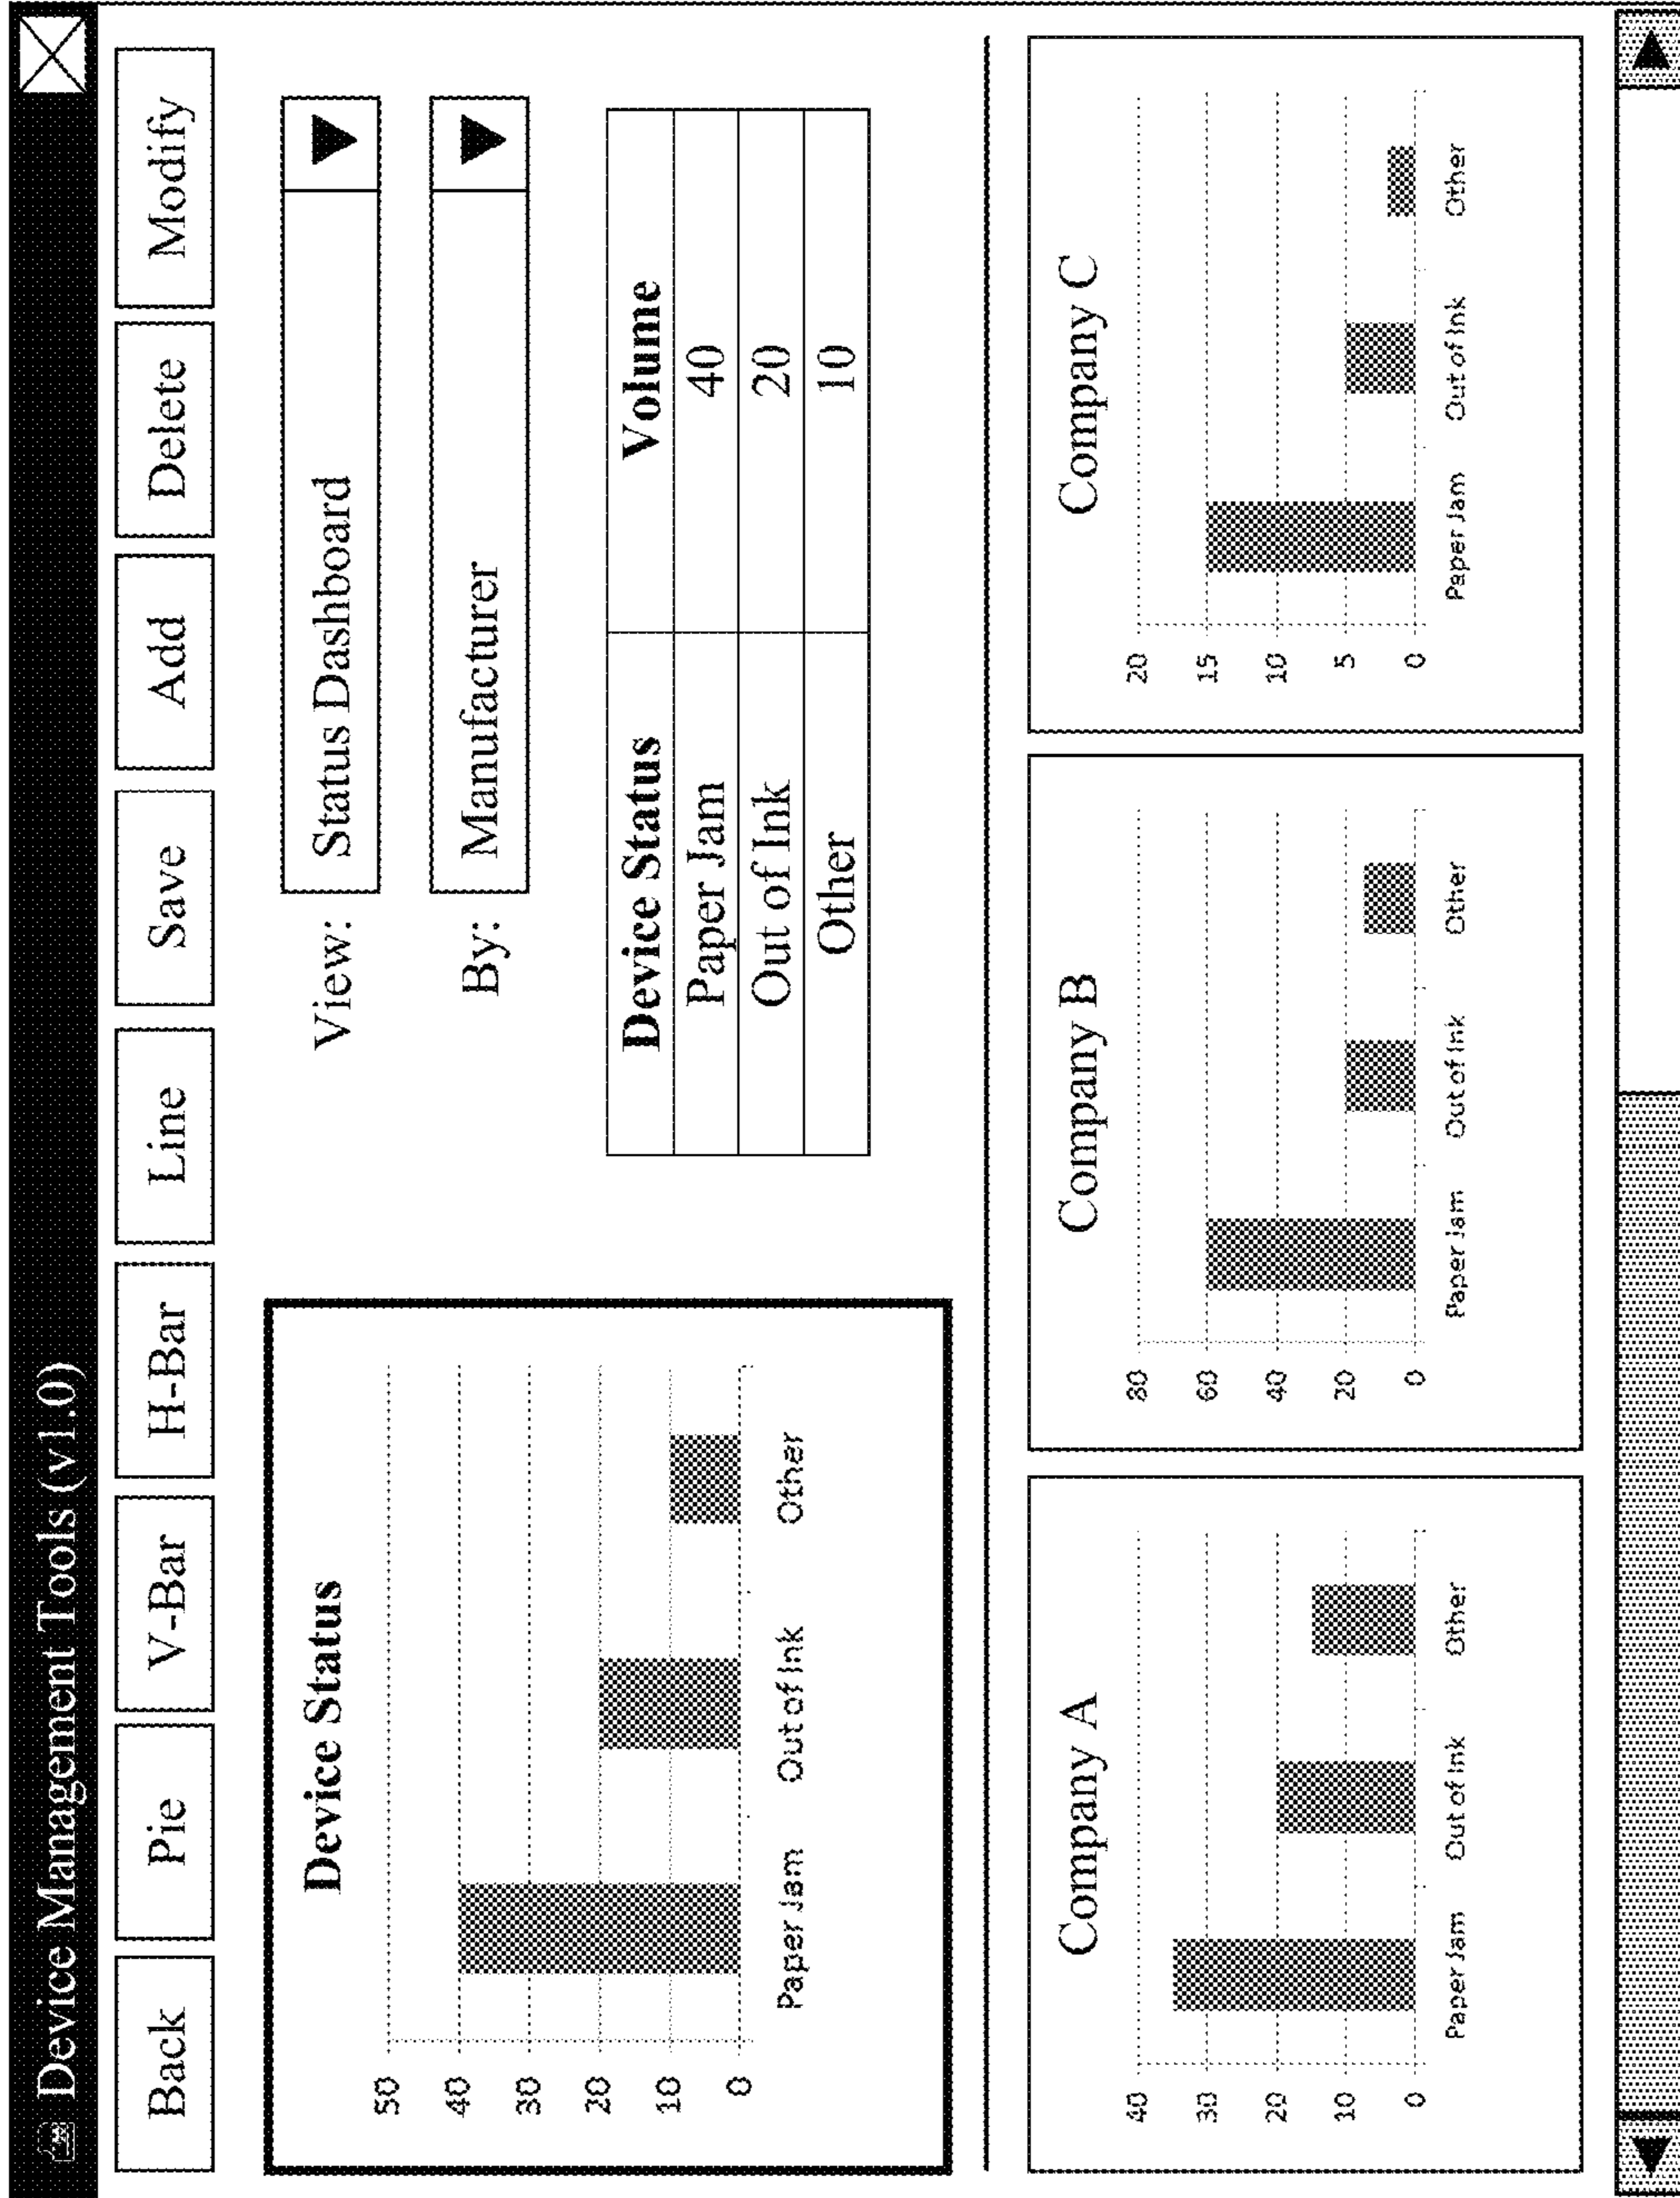 Device Management Tools (v1.0)
Back Pie V-Bar H-Bar Line Save Add Delete Modify
Device Status
50
40
30
20
10
0
Paper Jam Out of Ink Other
View: Status Dashboard
By: Manufacturer
Device Status Volume
Paper Jam 40
Out of Ink 20
Other 10
Company A
40
30
20
10
0
Paper Jam Out of Ink Other
Company B
80
60
40
20
0
Paper Jam Out of Ink Other
Company C
20
15
10
5
0
Paper Jam Out of Ink Other